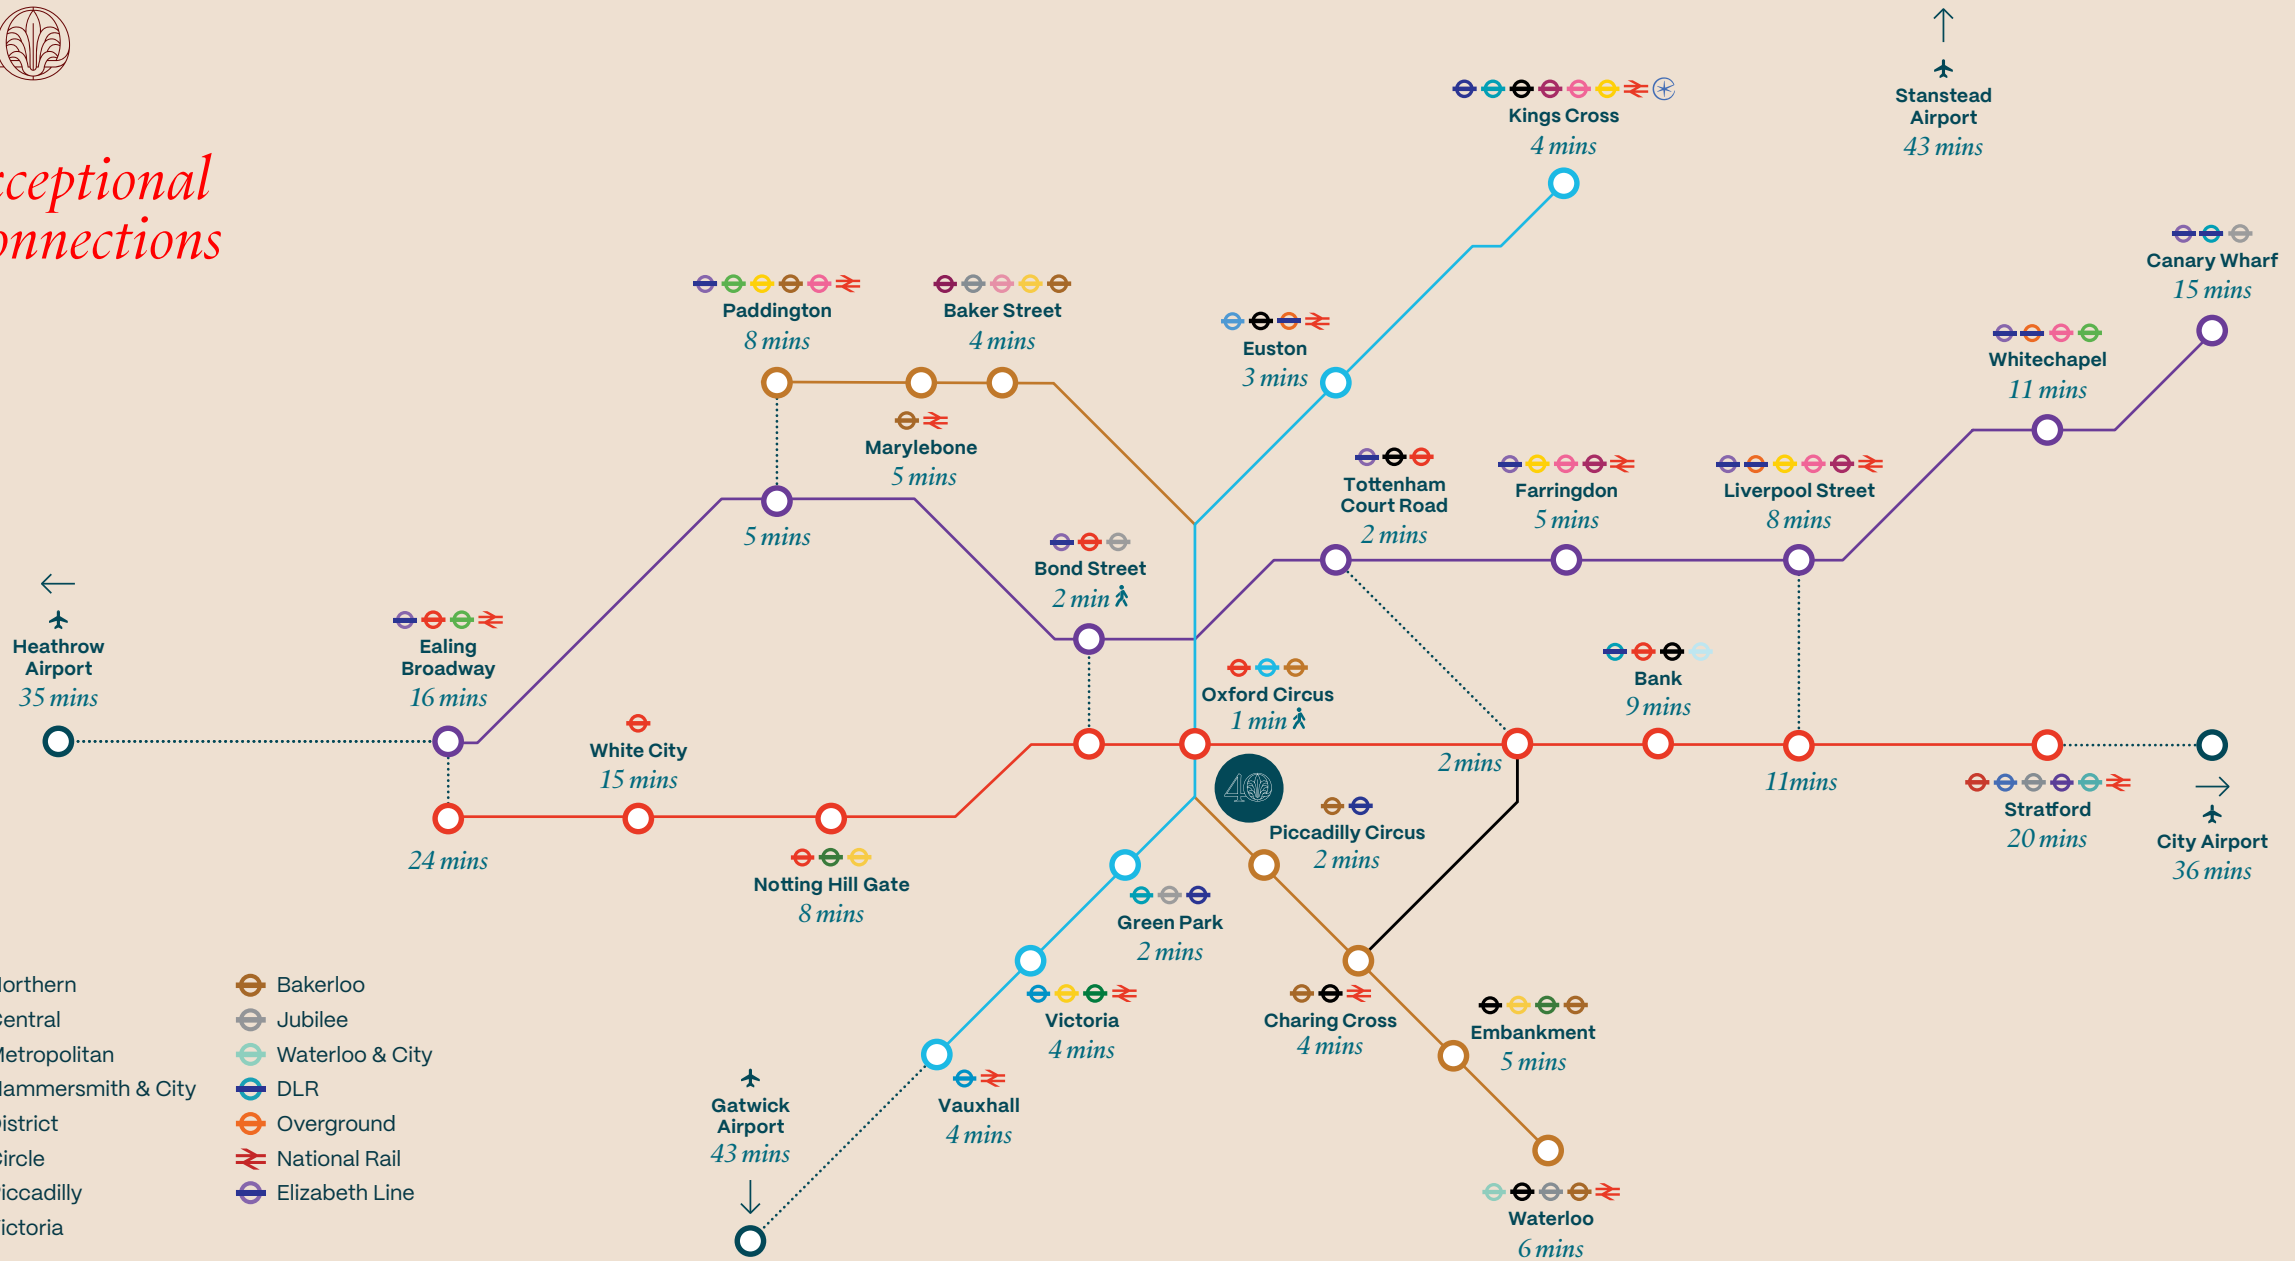 xceptional
onnections
Stanstead
Airport
43 mins
Kings Cross
4 mins
Canary Wharf
15 mins
Paddington
8 mins
Baker Street
4 mins
Euston
3 mins
Whitechapel
11 mins
Marylebone
5 mins
Tottenham
Court Road
2 mins
Farringdon
5 mins
Liverpool Street
8 mins
5 mins
Bond Street
2 min
Heathrow
Airport
35 mins
Ealing
Broadway
16 mins
White City
15 mins
Oxford Circus
1 min
Bank
9 mins
2 mins
11mins
40
Piccadilly Circus
2 mins
Stratford
20 mins
City Airport
36 mins
24 mins
Notting Hill Gate
8 mins
Green Park
2 mins
Victoria
4 mins
Charing Cross
4 mins
Embankment
5 mins
Gatwick
Airport
43 mins
Vauxhall
4 mins
Waterloo
6 mins
orthern
entral
Metropolitan
Hammersmith & City
District
ircle
iccadilly
ictoria
Bakerloo
Jubilee
Waterloo & City
DLR
Overground
National Rail
Elizabeth Line